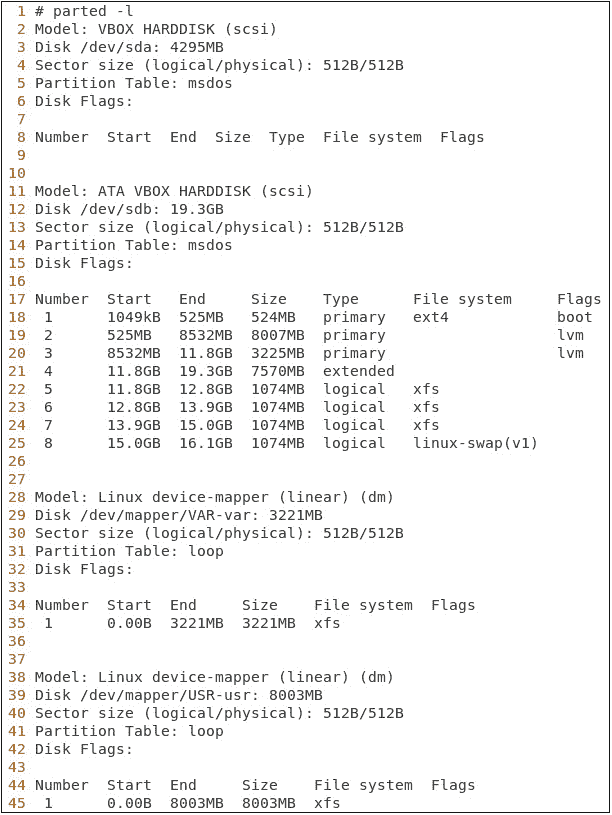 1 # parted -l
2 Model: VBOX HARDDISK (scsi)
3 Disk /dev/sda: 4295MB
4 Sector size (logical/physical): 512B/512B
5 Partition Table: msdos
6 Disk Flags:
7
8 Number  Start  End  Size  Type  File system  Flags
9
10
11 Model: ATA VBOX HARDDISK (scsi)
12 Disk /dev/sdb: 19.3GB
13 Sector size (logical/physical): 512B/512B
14 Partition Table: msdos
15 Disk Flags:
16
17 Number  Start   End     Size    Type      File system     Flags
18  1      1049kB  525MB   524MB   primary   ext4            boot
19  2      525MB   8532MB  8007MB  primary                   lvm
20  3      8532MB  11.8GB  3225MB  primary                   lvm
21  4      11.8GB  19.3GB  7570MB  extended
22  5      11.8GB  12.8GB  1074MB  logical   xfs
23  6      12.8GB  13.9GB  1074MB  logical   xfs
24  7      13.9GB  15.0GB  1074MB  logical   xfs
25  8      15.0GB  16.1GB  1074MB  logical   linux-swap(v1)
26
27
28 Model: Linux device-mapper (linear) (dm)
29 Disk /dev/mapper/VAR-var: 3221MB
30 Sector size (logical/physical): 512B/512B
31 Partition Table: loop
32 Disk Flags:
33
34 Number  Start  End     Size    File system  Flags
35  1      0.00B  3221MB  3221MB  xfs
36
37
38 Model: Linux device-mapper (linear) (dm)
39 Disk /dev/mapper/USR-usr: 8003MB
40 Sector size (logical/physical): 512B/512B
41 Partition Table: loop
42 Disk Flags:
43
44 Number  Start  End     Size    File system  Flags
45  1      0.00B  8003MB  8003MB  xfs